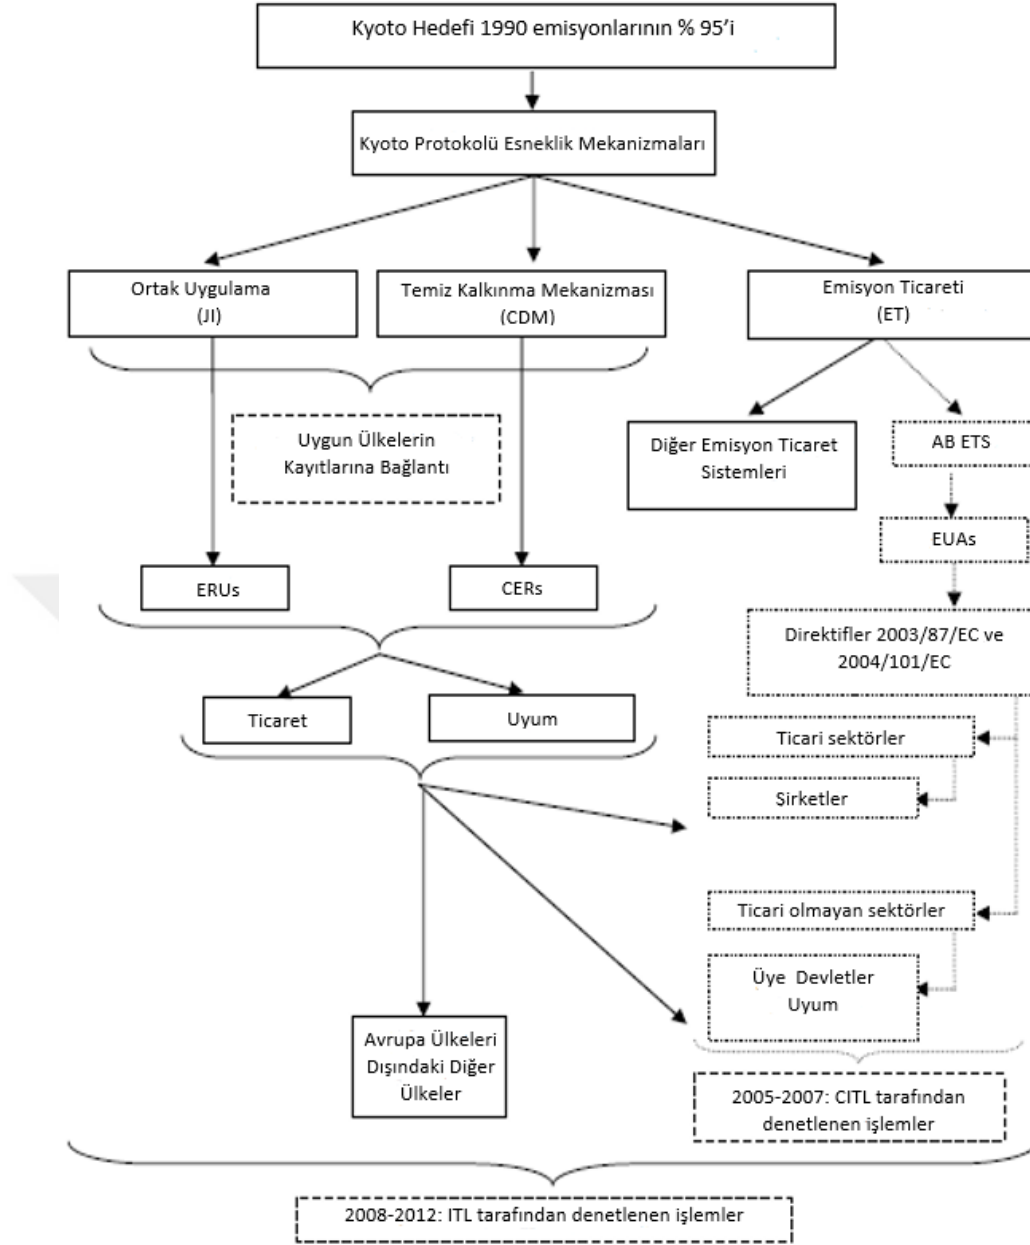 Kyoto Hedefi 1990 emisyonlarının % 95’i
Kyoto Protokolü Esneklik Mekanizmaları
Ortak Uygulama
(JI)
Temiz Kalkınma Mekanizması
(CDM)
Emisyon Ticareti
(ET)
Uygun Ülkelerin
Kayıtlarına Bağlantı
Diğer Emisyon Ticaret
Sistemleri
AB ETS
EUAs
ERUs
CERs
Direktifler 2003/87/EC ve
2004/101/EC
Ticaret
Uyum
Ticari sektörler
Şirketler
Ticari olmayan sektörler
Üye Devletler
Uyum
Avrupa Ülkeleri
Dışındaki Diğer
Ülkeler
2005-2007: CITL tarafından
denetlenen işlemler
2008-2012: ITL tarafından denetlenen işlemler